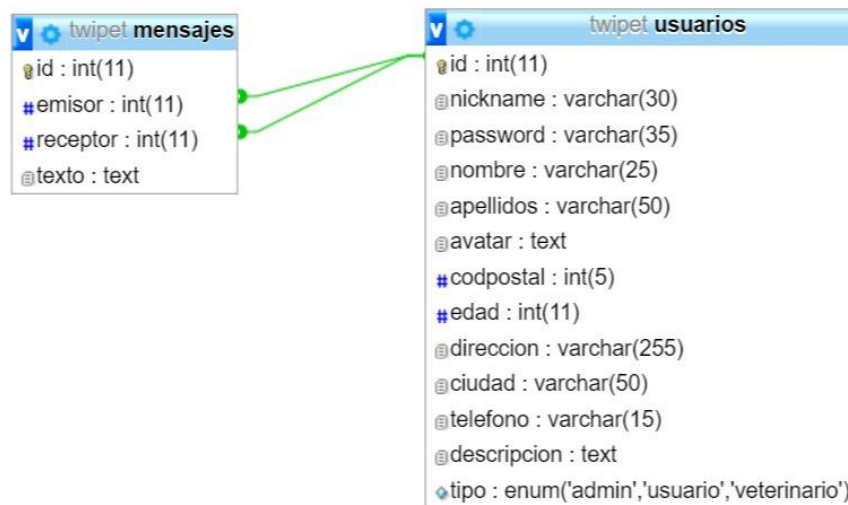 twipet mensajes
id : int(11)
emisor : int(11)
receptor : int(11)
texto : text
twipet usuarios
id : int(11)
nickname : varchar(30)
password : varchar(35)
nombre : varchar(25)
apellidos : varchar(50)
avatar : text
codpostal : int(5)
edad : int(11)
direccion : varchar(255)
ciudad : varchar(50)
telefono : varchar(15)
descripcion : text
tipo : enum('admin','usuario','veterinario')